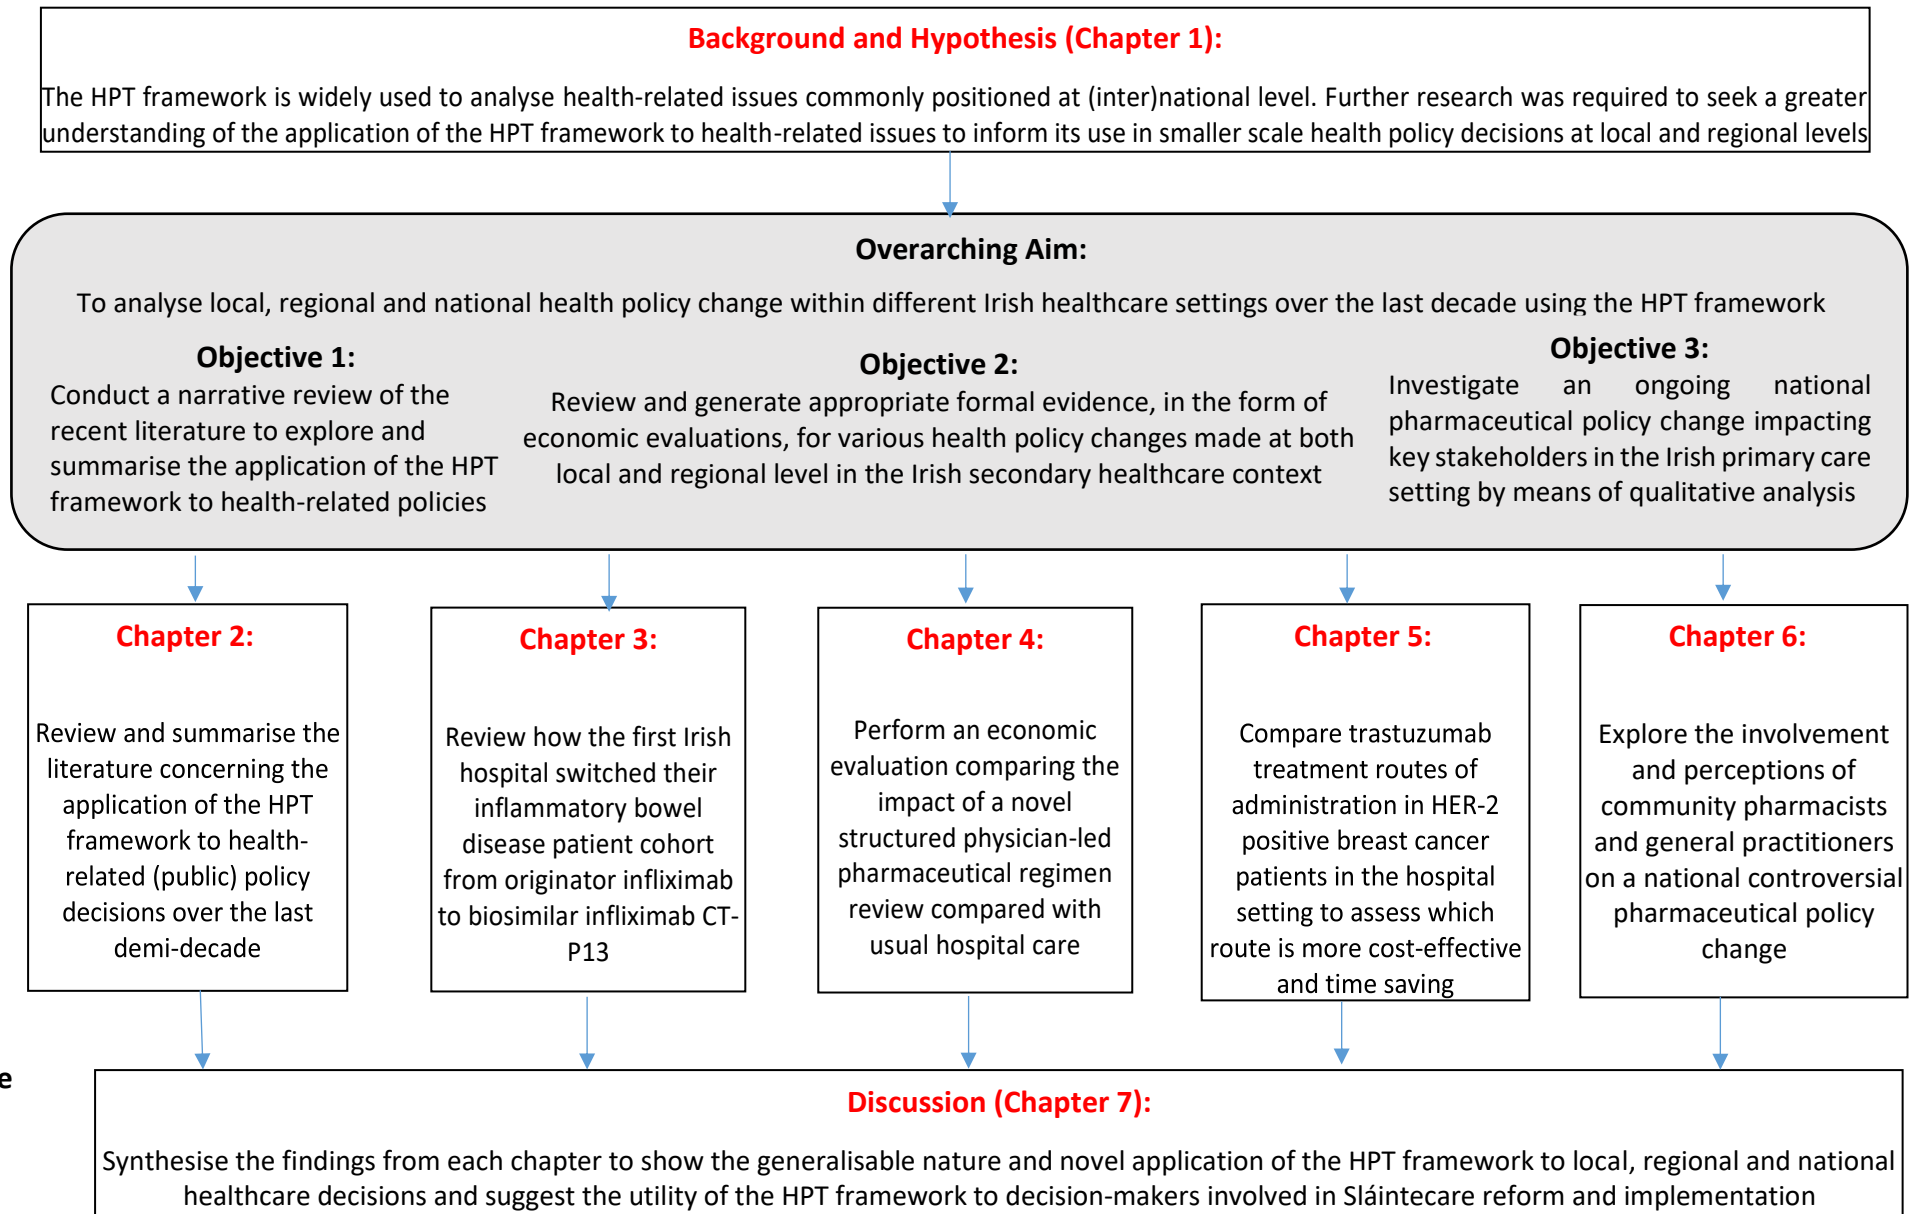 Background and Hypothesis (Chapter 1):
The HPT framework is widely used to analyse health-related issues commonly positioned at (inter)national level. Further research was required to seek a greater
understanding of the application of the HPT framework to health-related issues to inform its use in smaller scale health policy decisions at local and regional levels
Overarching Aim:
To analyse local, regional and national health policy change within different Irish healthcare settings over the last decade using the HPT framework
Objective 1:
Conduct a narrative review of the
recent literature to explore and
summarise the application of the HPT
framework to health-related policies
Objective 2:
Review and generate appropriate formal evidence, in the form of
economic evaluations, for various health policy changes made at both
local and regional level in the Irish secondary healthcare context
Objective 3:
Investigate an ongoing national
pharmaceutical policy change impacting
key stakeholders in the Irish primary care
setting by means of qualitative analysis
Chapter 2:
Review and summarise the
literature concerning the
application of the HPT
framework to health-
related (public) policy
decisions over the last
demi-decade
Chapter 3:
Review how the first Irish
hospital switched their
inflammatory bowel
disease patient cohort
from originator infliximab
to biosimilar infliximab CT-
P13
Chapter 4:
Perform an economic
evaluation comparing the
impact of a novel
structured physician-led
pharmaceutical regimen
review compared with
usual hospital care
Chapter 5:
Compare trastuzumab
treatment routes of
administration in HER-2
positive breast cancer
patients in the hospital
setting to assess which
route is more cost-effective
and time saving
Chapter 6:
Explore the involvement
and perceptions of
community pharmacists
and general practitioners
on a national controversial
pharmaceutical policy
change
e
Discussion (Chapter 7):
Synthesise the findings from each chapter to show the generalisable nature and novel application of the HPT framework to local, regional and national
healthcare decisions and suggest the utility of the HPT framework to decision-makers involved in Sláintecare reform and implementation